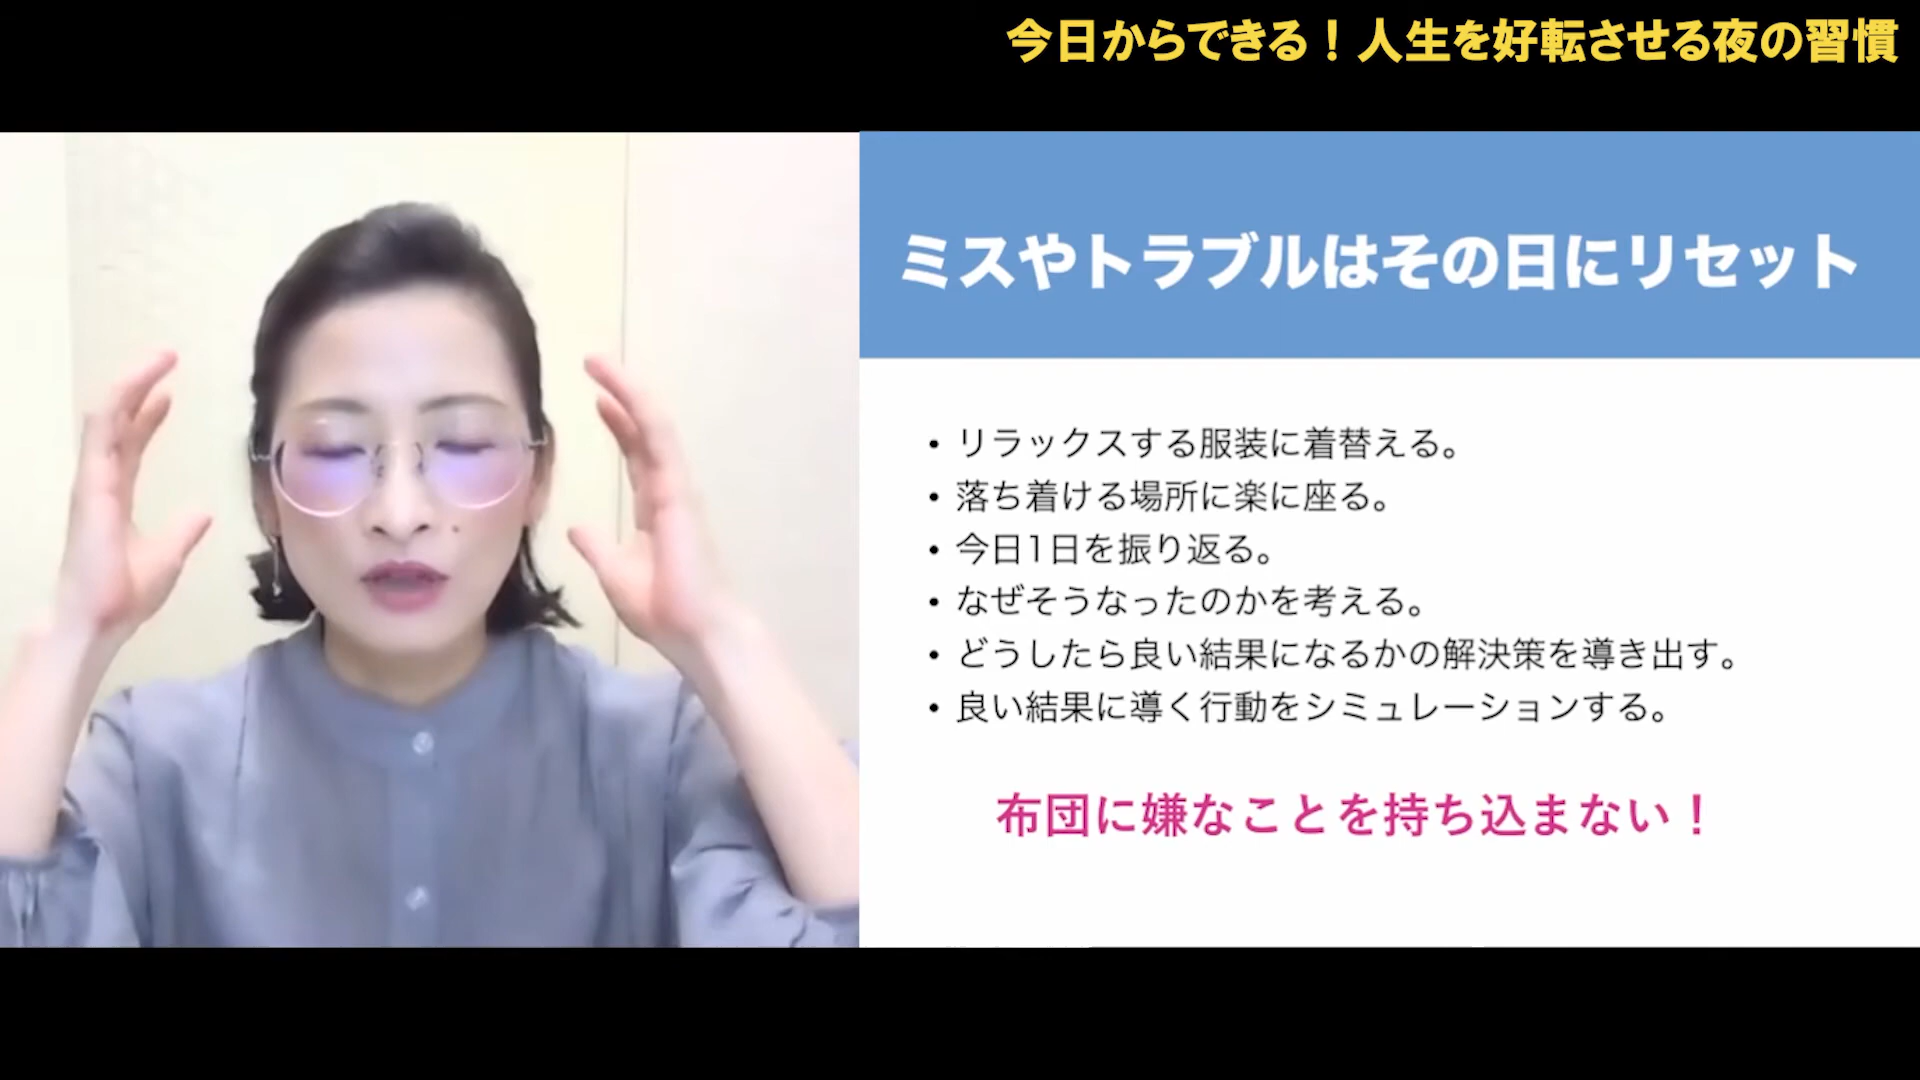 今日からできる！人生を好転させる夜の習慣
ミスやトラブルはその日にリセット
• リラックスする服装に着替える。
• 落ち着ける場所に楽に座る。
• 今日1日を振り返る。
• なぜそうなったのかを考える。
• どうしたら良い結果になるかの解決策を導き出す。
• 良い結果に導く行動をシミュレーションする。
布団に嫌なことを持ち込まない！